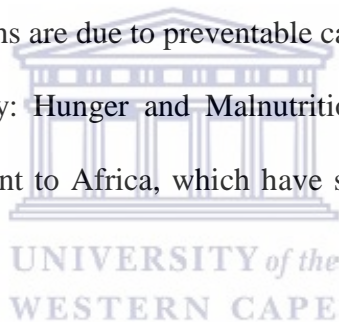 ns are due to preventable ca
y: Hunger and Malnutritio
nt to Africa, which have s
UNIVERSITY of the
WESTERN CAPE